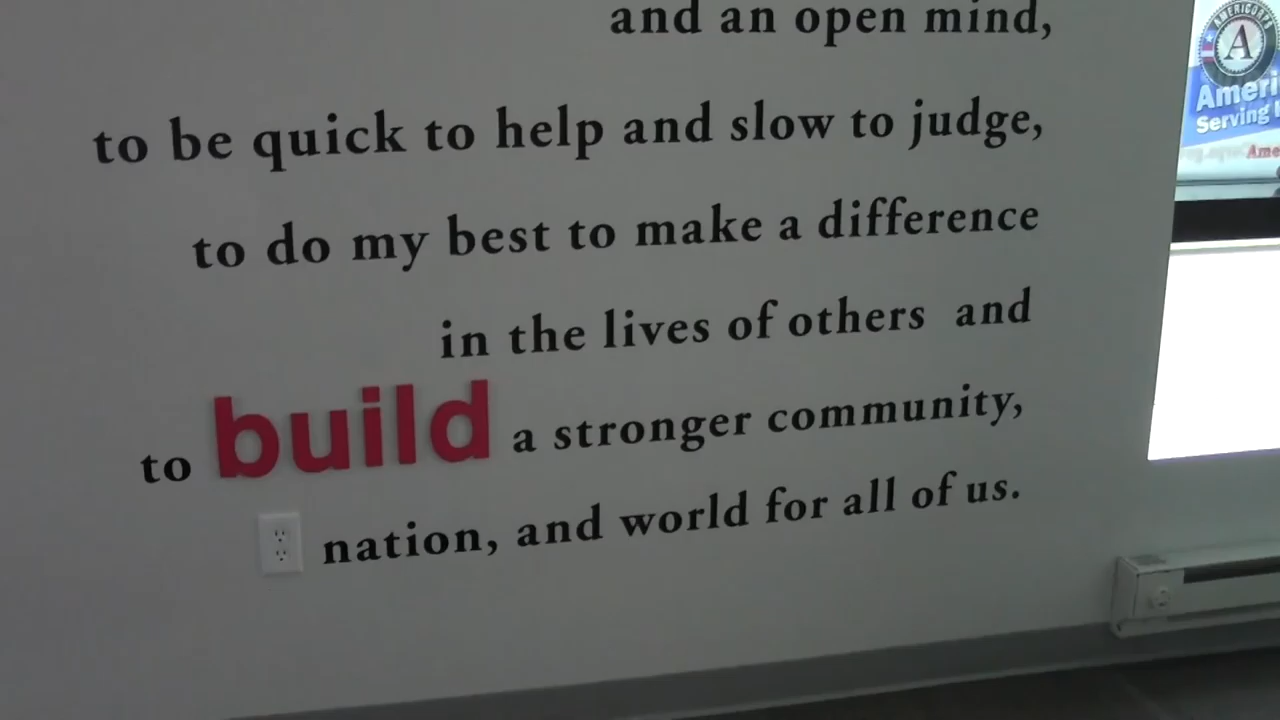 and an open mind,
to be quick to help and slow to judge,
to do my best to make a difference
in the lives of others and
to build a stronger community,
nation, and world for all of us.
AMERICORPS
A
Ameri
Serving
Ame